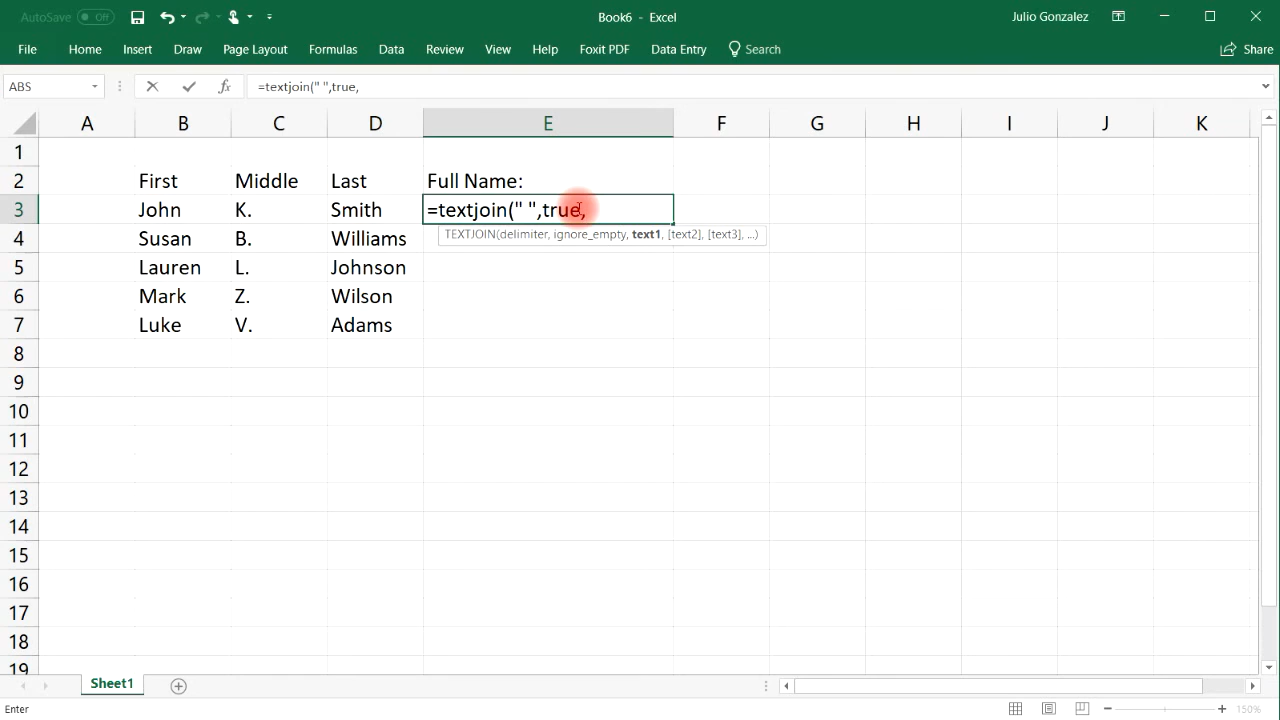 AutoSave Off Book6 - Excel Julio Gonzalez
File Home Insert Draw Page Layout Formulas Data Review View Help Foxit PDF Data Entry Search Share
ABS fx =textjoin(" ",true,
A B C D E F G H I J K
1
2 First Middle Last Full Name:
3 John K. Smith =textjoin(" ",true,
4 Susan B. Williams TEXTJOIN(delimiter, ignore_empty, text1, [text2], [text3], ...)
5 Lauren L. Johnson
6 Mark Z. Wilson
7 Luke V. Adams
8
9
10
11
12
13
14
15
16
17
18
19
Sheet1
Enter 150%